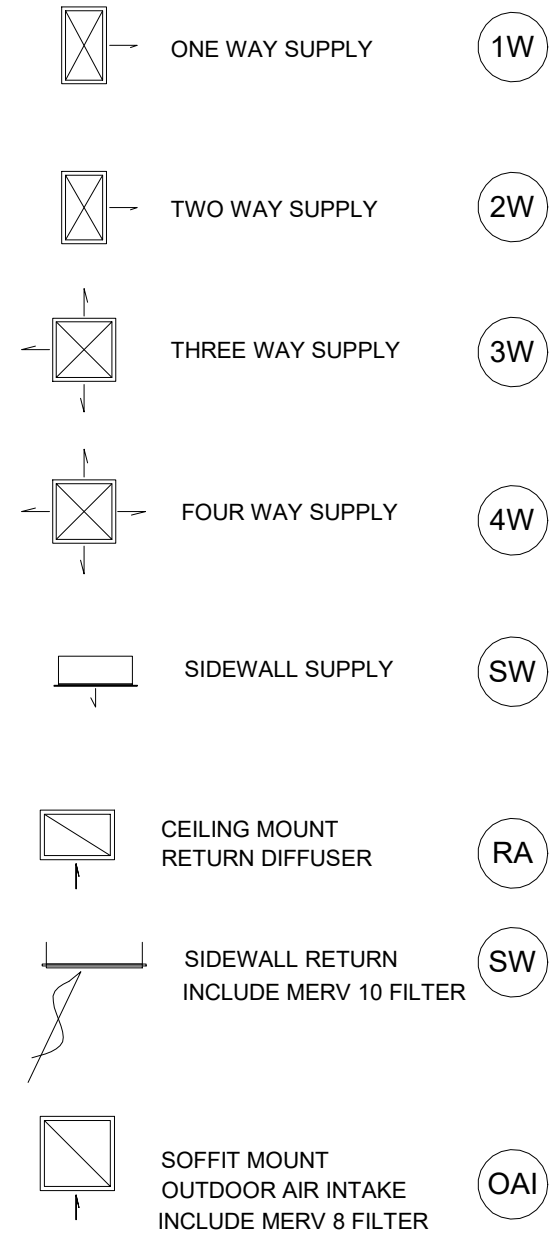 ONE WAY SUPPLY 1W
TWO WAY SUPPLY 2W
THREE WAY SUPPLY 3W
FOUR WAY SUPPLY 4W
SIDEWALL SUPPLY SW
CEILING MOUNT
RETURN DIFFUSER RA
SIDEWALL RETURN SW
INCLUDE MERV 10 FILTER
SOFFIT MOUNT
OUTDOOR AIR INTAKE OAI
INCLUDE MERV 8 FILTER